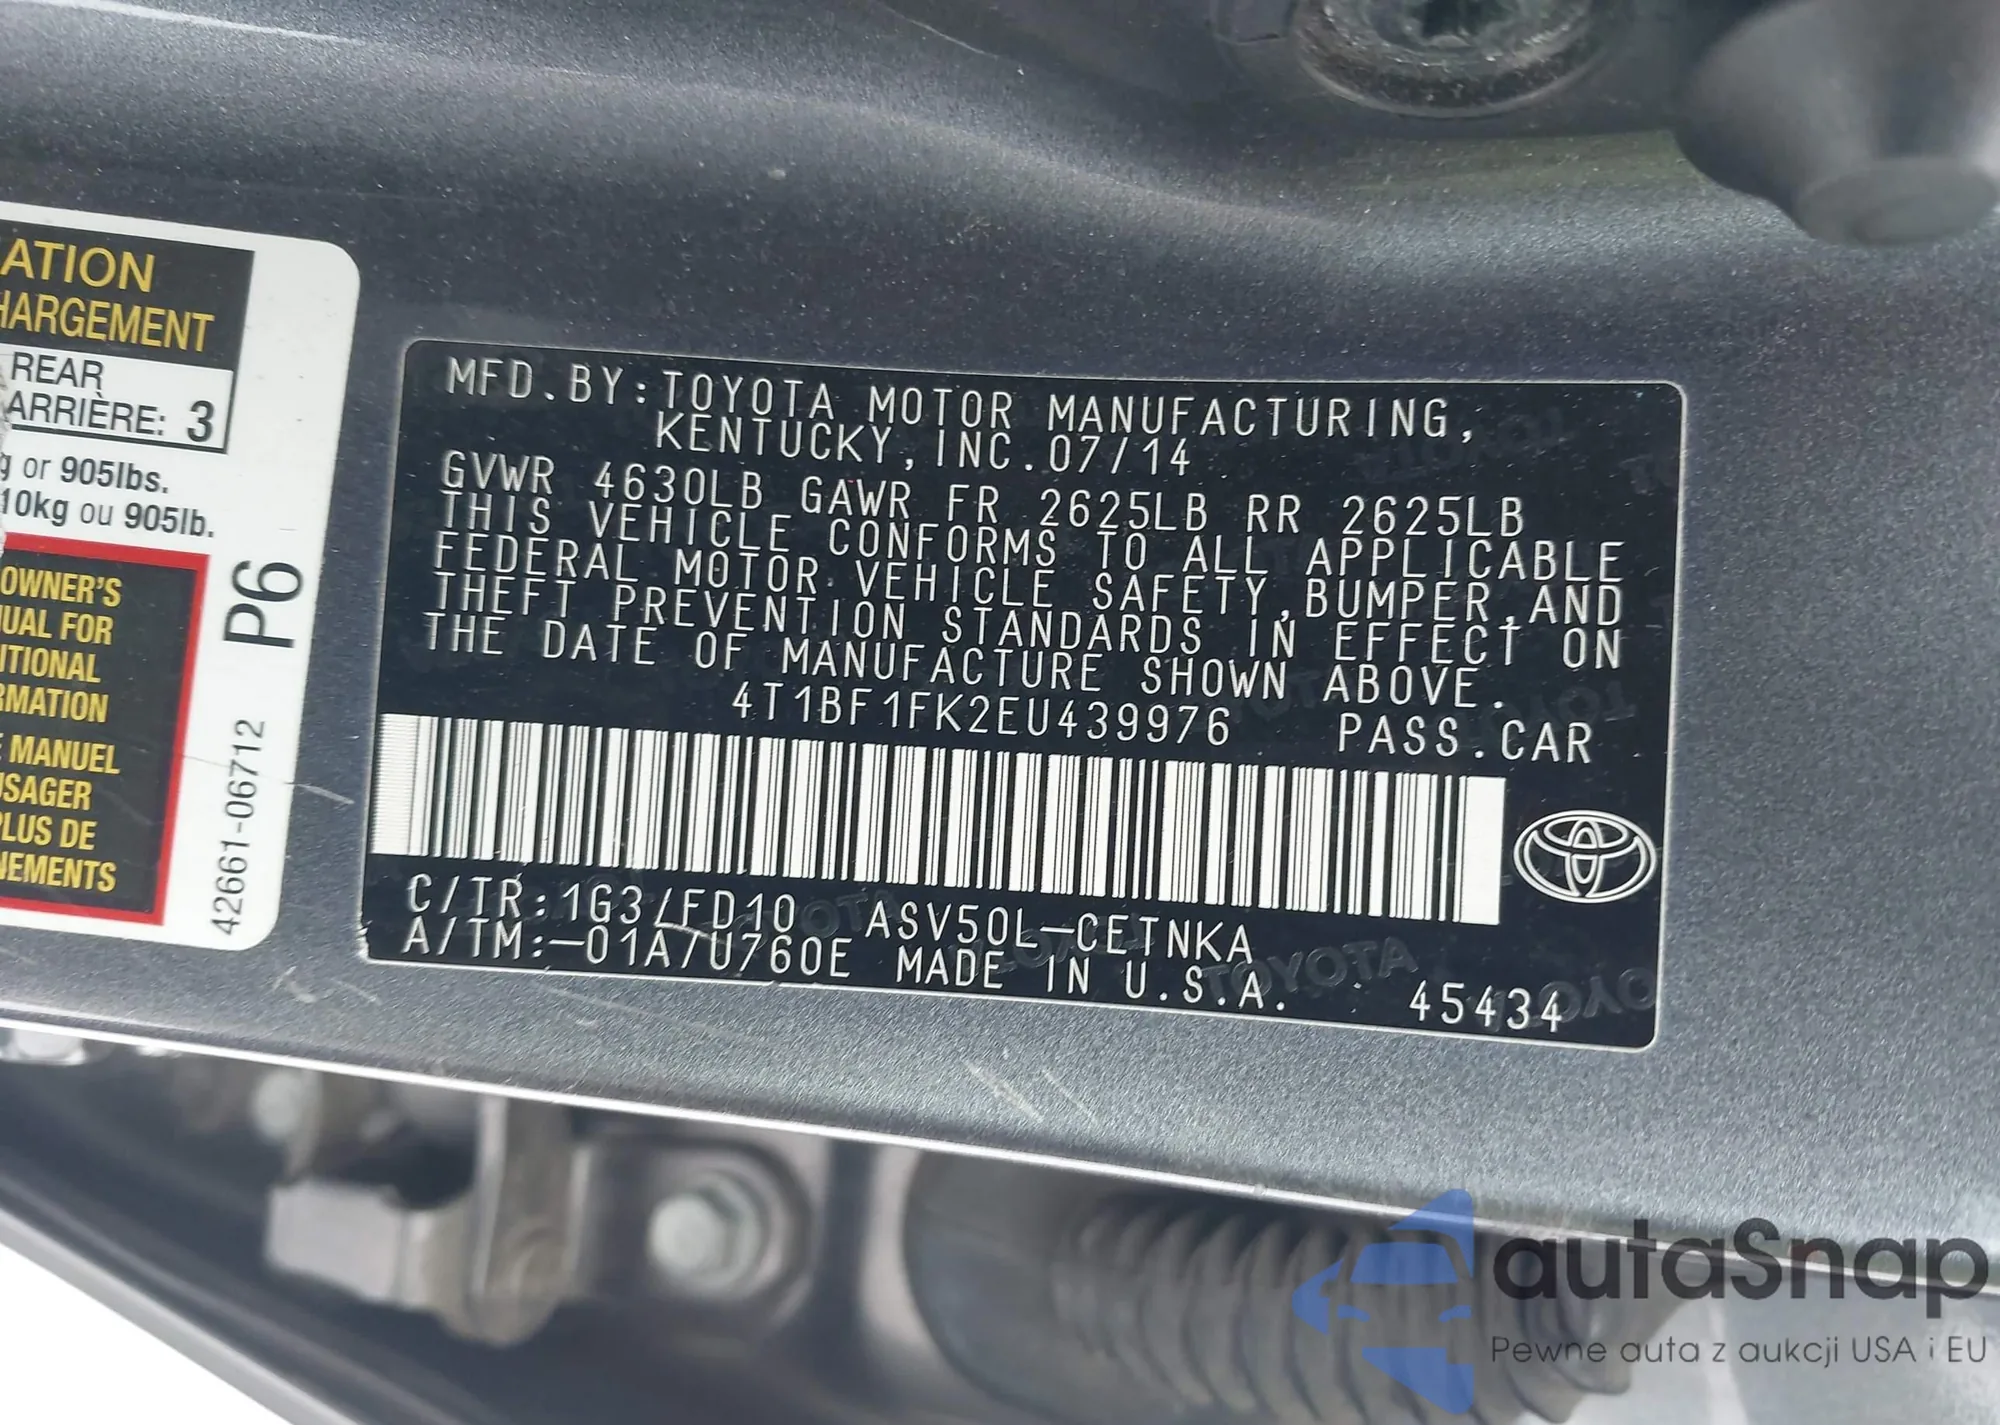 ATION
HARGEMENT
REAR
ARRIÈRE: 3
g or 905lbs.
10kg ou 905lb.
OWNER'S
UAL FOR
ITIONAL
RMATION
E MANUEL
USAGER
PLUS DE
NEMENTS
42661-06712 P6
MFD.BY:TOYOTA MOTOR MANUFACTURING,
KENTUCKY,INC.07/14
GVWR 4630LB GAWR FR 2625LB RR 2625LB
THIS VEHICLE CONFORMS TO ALL APPLICABLE
FEDERAL MOTOR VEHICLE SAFETY,BUMPER,AND
THEFT PREVENTION STANDARDS IN EFFECT ON
THE DATE OF MANUFACTURE SHOWN ABOVE.
4T1BF1FK2EU439976 PASS.CAR
C/TR:1G3/FD10 ASV50L-CETNKA
A/TM:-01A/U760E MADE IN U.S.A. 45434
autaSnap
Pewne auta z aukcji USA i EU